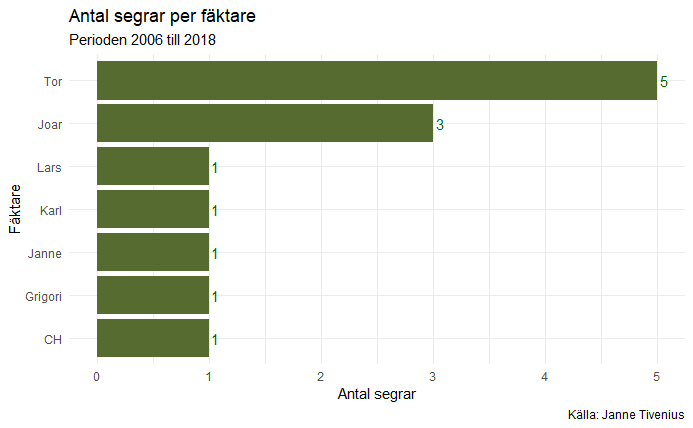 Antal segrar per fäktare
Perioden 2006 till 2018
Fäktare
Tor 5
Joar 3
Lars 1
Karl 1
Janne 1
Grigori 1
CH 1
0 1 2 3 4 5
Antal segrar
Källa: Janne Tivenius